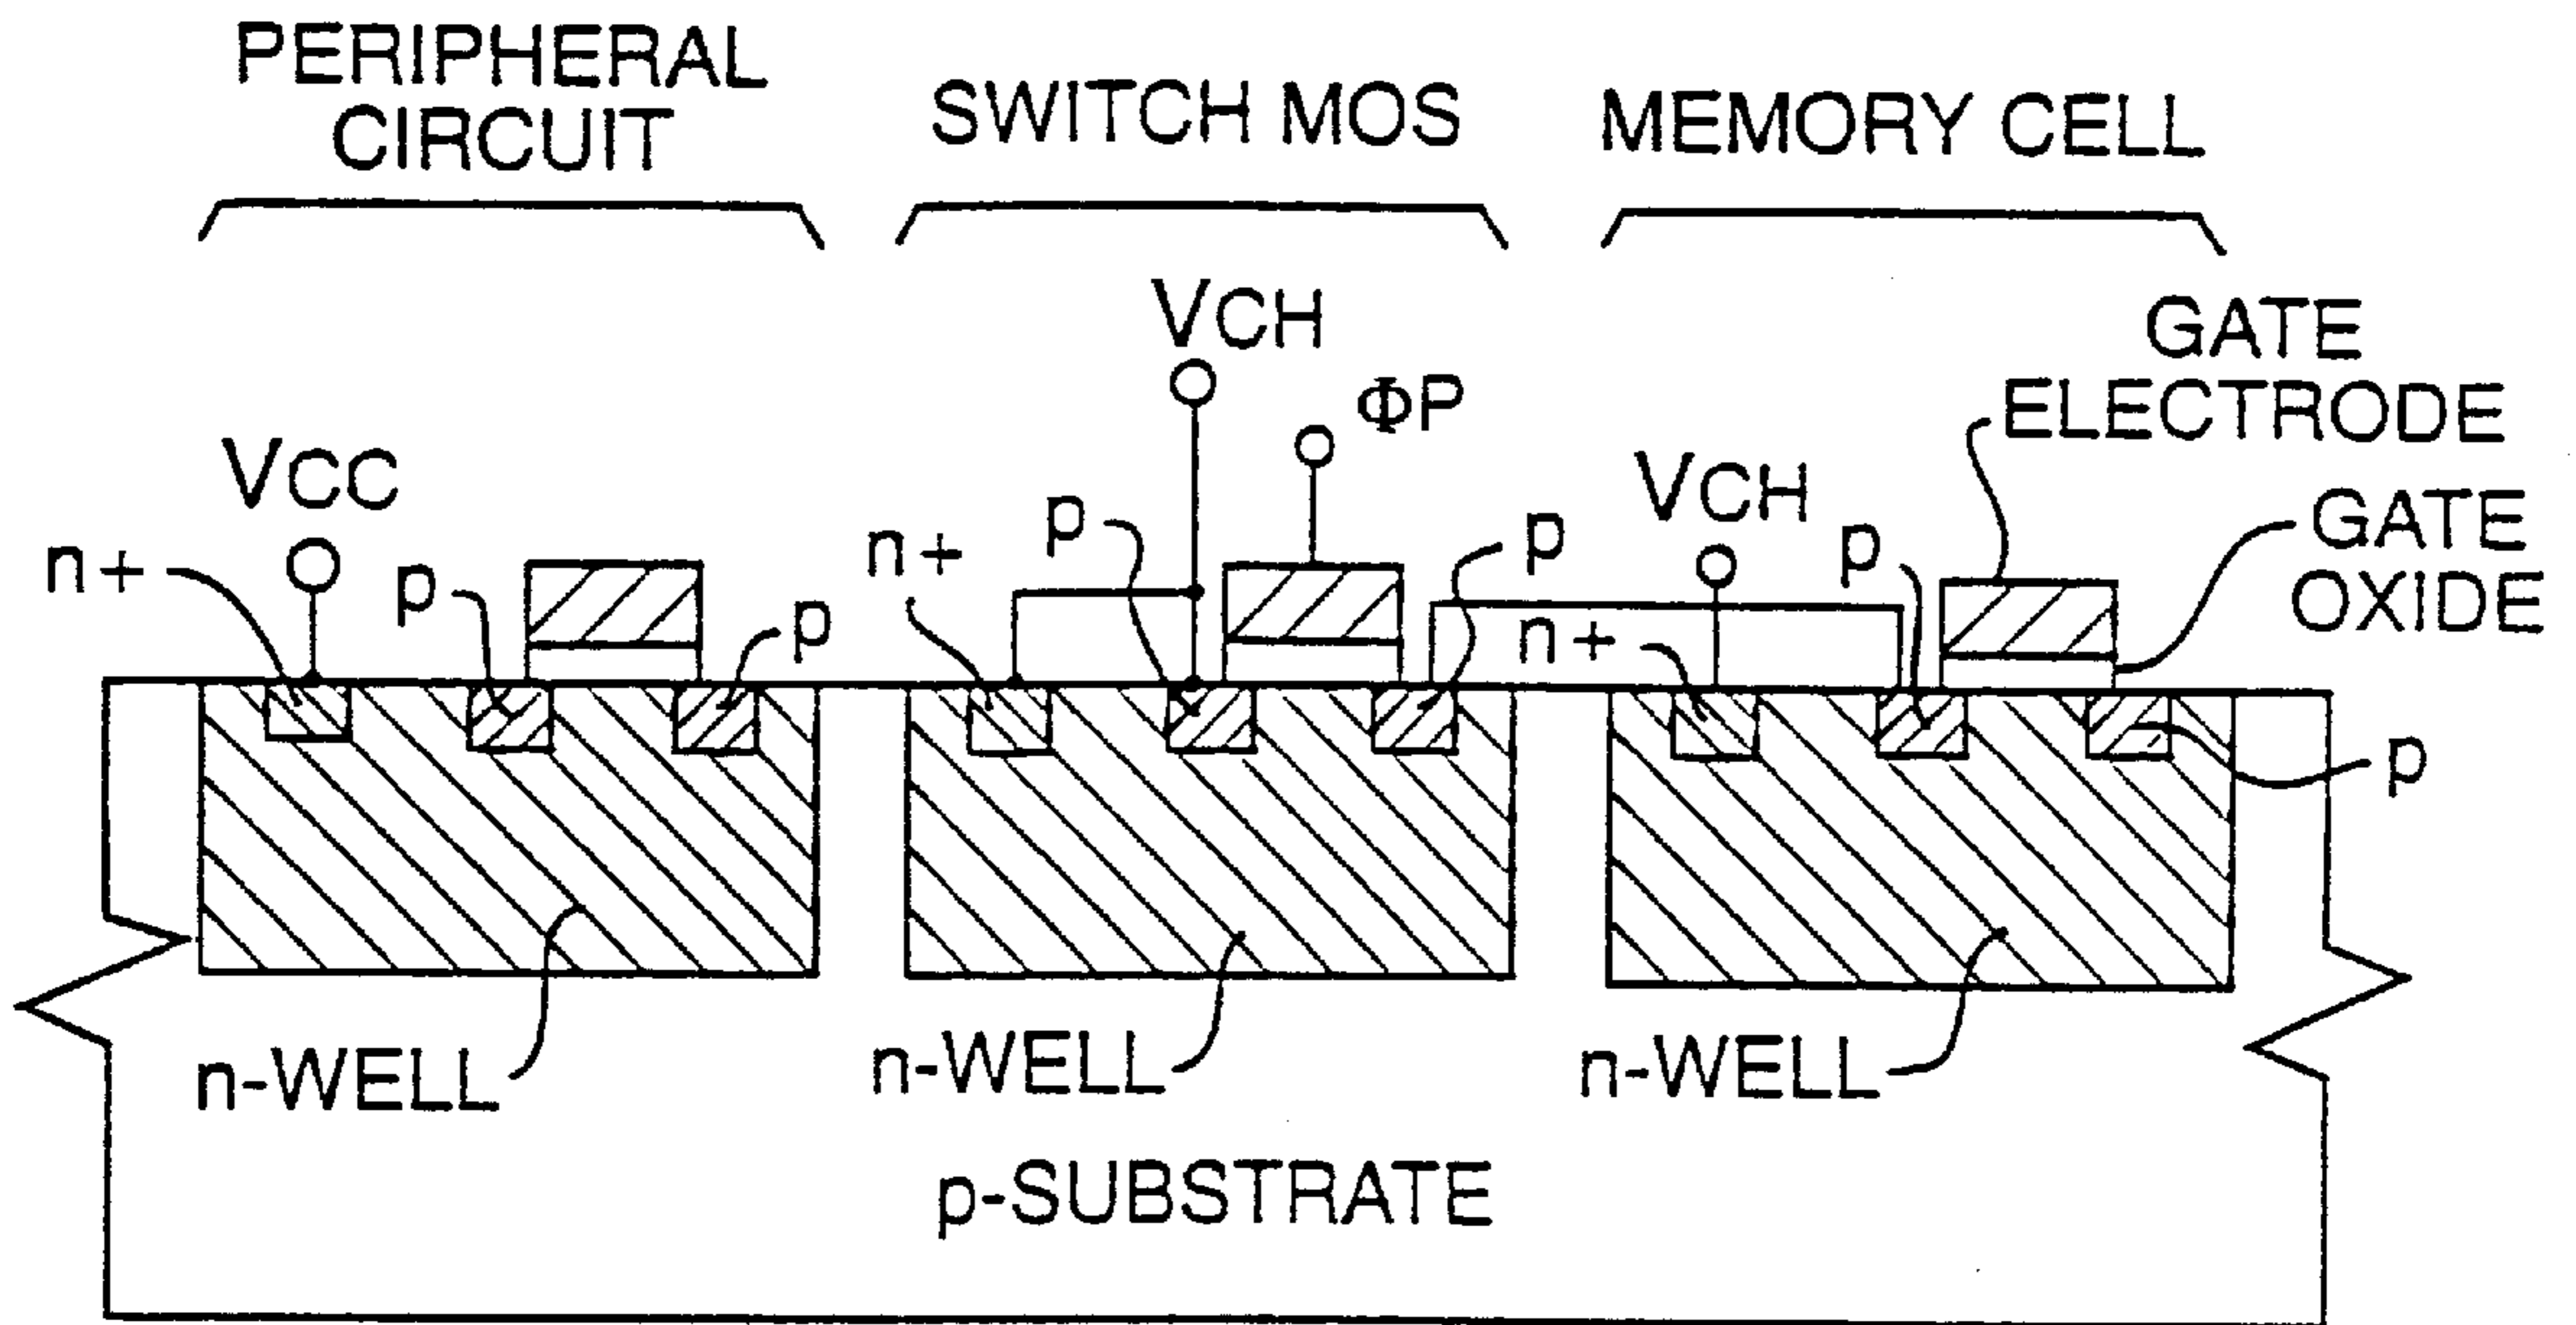 PERIPHERAL
CIRCUIT
SWITCH MOS
MEMORY CELL
VCH
ΦP
GATE
ELECTRODE
VCC
VCH
GATE
OXIDE
n+
p
p
n+
p
p
n+
p
p
n-WELL
n-WELL
n-WELL
p-SUBSTRATE